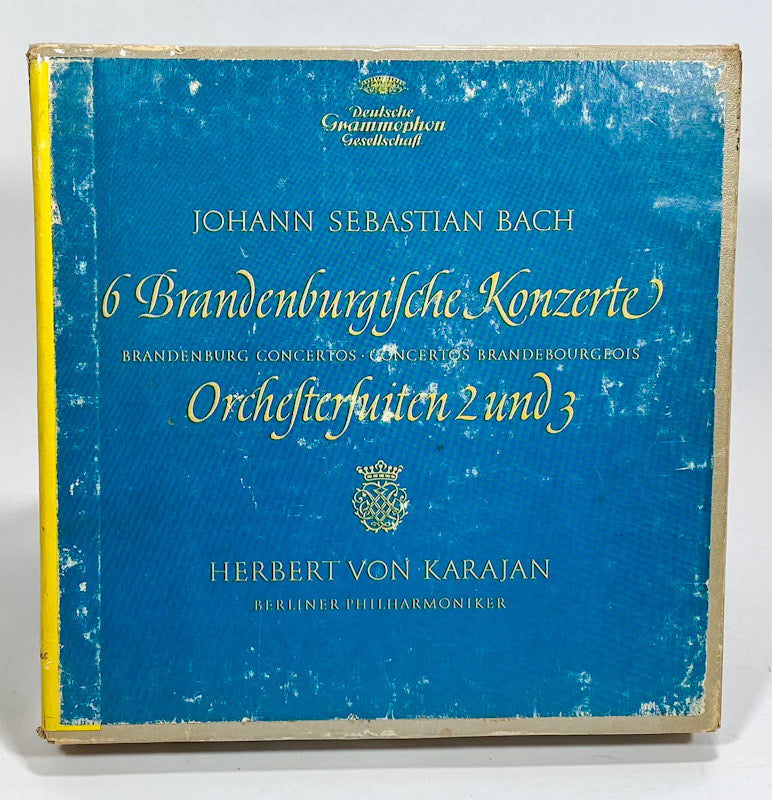 Deutsche
Grammophon
Gesellschaft
JOHANN SEBASTIAN BACH
6 Brandenburgiſche Konzerte
BRANDENBURG CONCERTOS · CONCERTOS BRANDEBOURGEOIS
Orcheſterſuiten 2 und 3
HERBERT VON KARAJAN
BERLINER PHILHARMONIKER